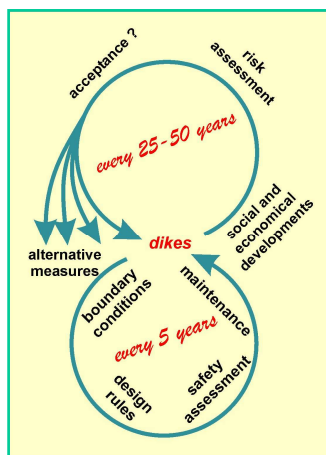 acceptance ?
risk
assessment
every 25-50 years
social and
economical
developments
alternative
measures
dikes
boundary
conditions
maintenance
every 5 years
design
rules
safety
assessment